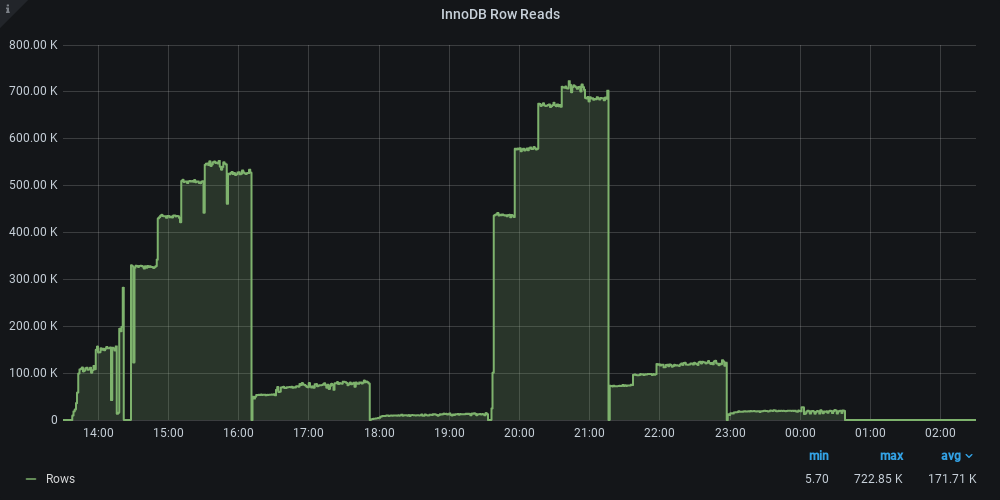 i
InnoDB Row Reads
800.00 K
700.00 K
600.00 K
500.00 K
400.00 K
300.00 K
200.00 K
100.00 K
0
14:00 15:00 16:00 17:00 18:00 19:00 20:00 21:00 22:00 23:00 00:00 01:00 02:00
min max avg
Rows 5.70 722.85 K 171.71 K